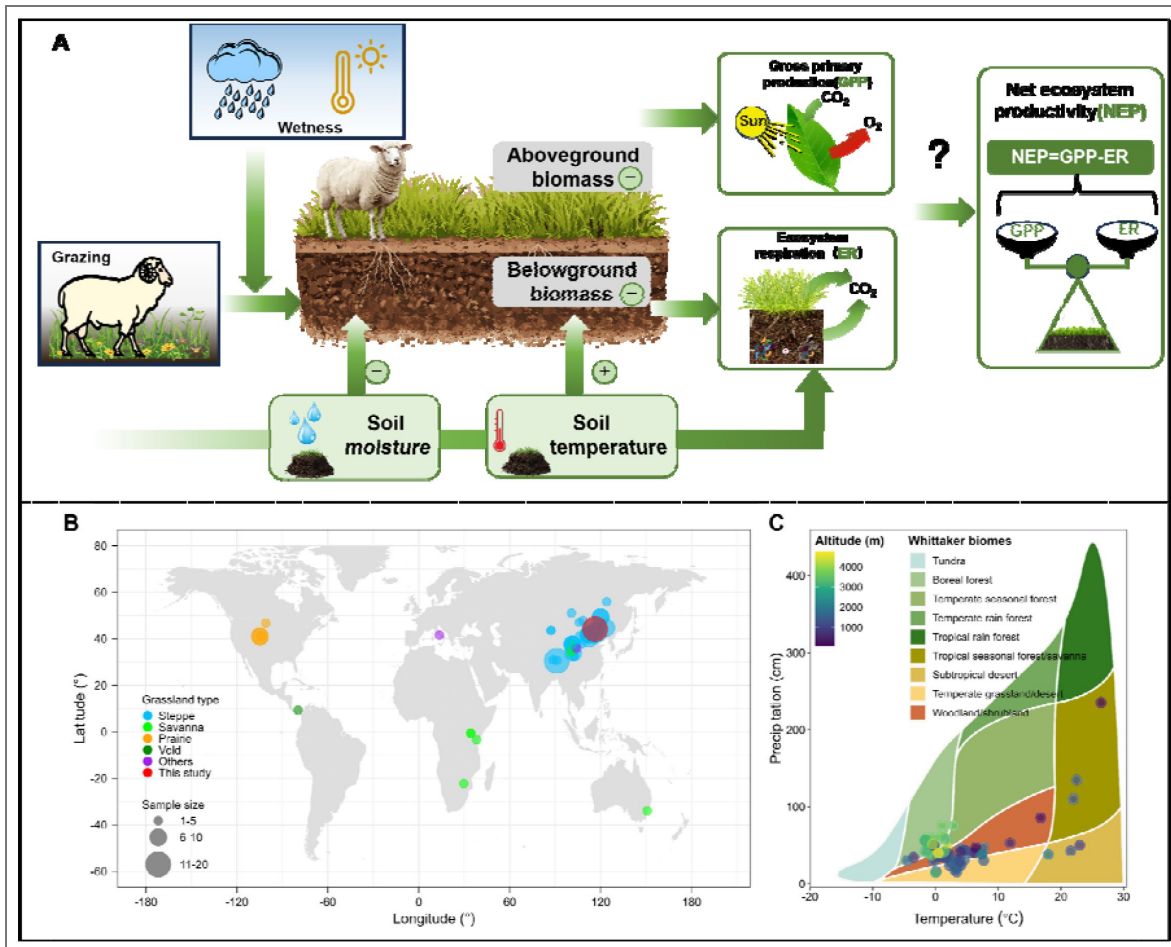 A
Wetness
Grazing
Aboveground
biomass −
Belowground
biomass −
−
+
Soil
moisture
Soil
temperature
Gross primary
production(GPP)
CO2
Sun
O2
Ecosystem
respiration (ER)
CO2
?
Net ecosystem
productivity(NEP)
NEP=GPP-ER
GPP
ER
B
80
60
40
20
0
-20
-40
-60
Latitude (°)
-180
-120
-60
0
60
120
180
Longitude (°)
Grassland type
Steppe
Savanna
Prairie
Veld
Others
This study
Sample size
1-5
6-10
11-20
C
Altitude (m)
4000
3000
2000
1000
Whittaker biomes
Tundra
Boreal forest
Temperate seasonal forest
Temperate rain forest
Tropical rain forest
Tropical seasonal forest/savanna
Subtropical desert
Temperate grassland/desert
Woodland/shrubland
400
300
200
100
0
Precipitation (cm)
-10
0
10
20
30
Temperature (°C)